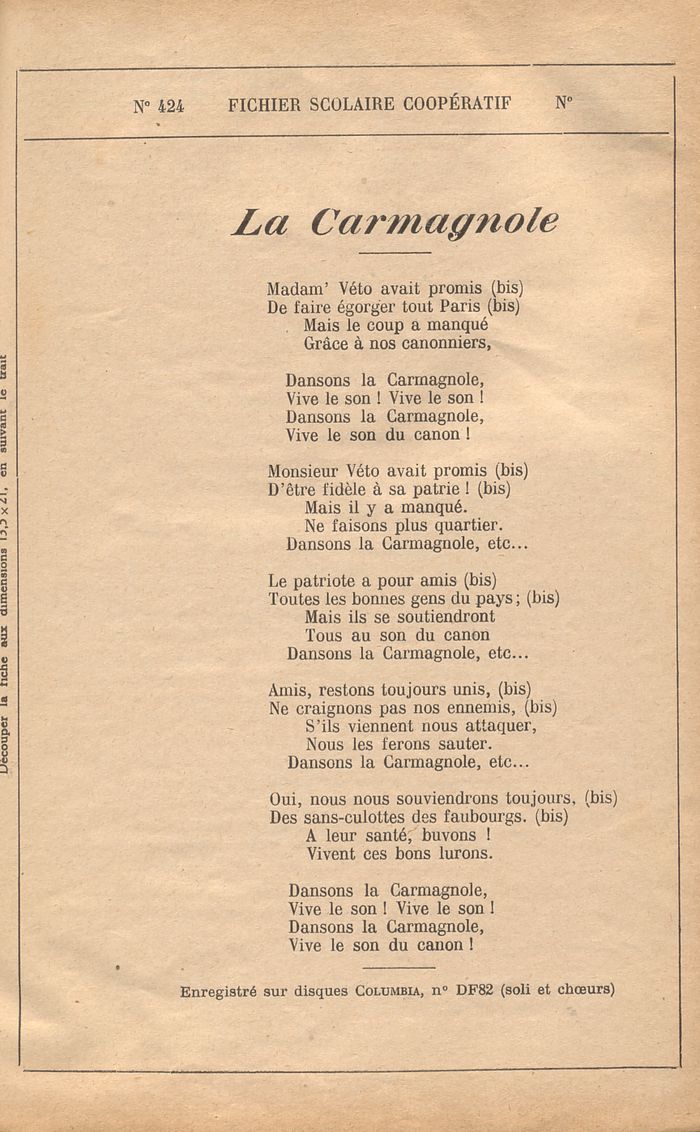 N° 424 FICHIER SCOLAIRE COOPÉRATIF N°
La Carmagnole
Madam' Véto avait promis (bis)
De faire égorger tout Paris (bis)
Mais le coup a manqué
Grâce à nos canonniers,
Dansons la Carmagnole,
Vive le son ! Vive le son !
Dansons la Carmagnole,
Vive le son du canon !
Monsieur Véto avait promis (bis)
D'être fidèle à sa patrie ! (bis)
Mais il y a manqué.
Ne faisons plus quartier.
Dansons la Carmagnole, etc...
Le patriote a pour amis (bis)
Toutes les bonnes gens du pays ; (bis)
Mais ils se soutiendront
Tous au son du canon
Dansons la Carmagnole, etc...
Amis, restons toujours unis, (bis)
Ne craignons pas nos ennemis, (bis)
S'ils viennent nous attaquer,
Nous les ferons sauter.
Dansons la Carmagnole, etc...
Oui, nous nous souviendrons toujours, (bis)
Des sans-culottes des faubourgs. (bis)
A leur santé, buvons !
Vivent ces bons lurons.
Dansons la Carmagnole,
Vive le son ! Vive le son !
Dansons la Carmagnole,
Vive le son du canon !
Enregistré sur disques COLUMBIA, n° DF82 (soli et chœurs)
Découper la fiche aux dimensions 13,5 × 21, en suivant le trait